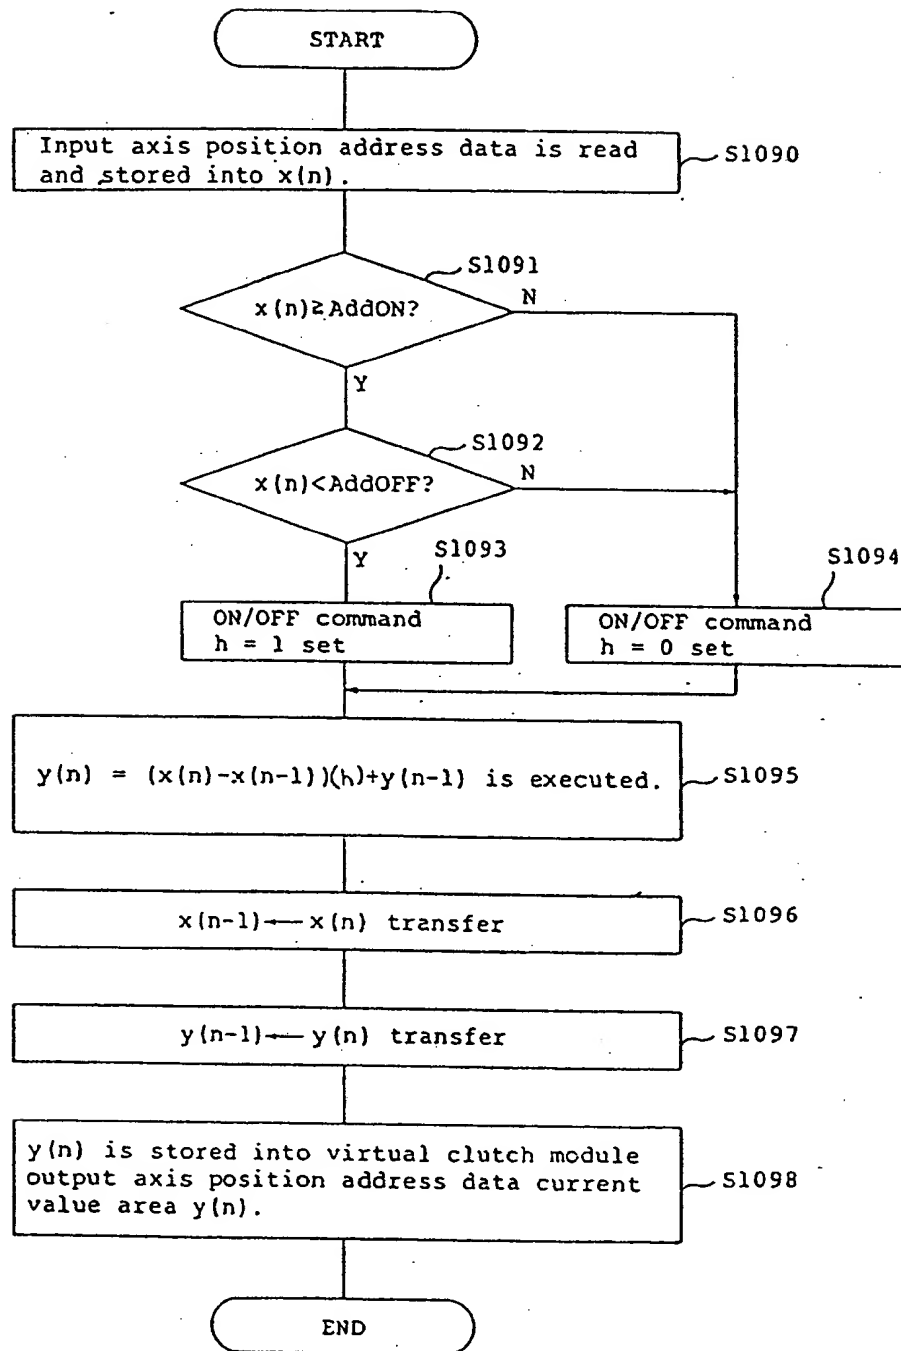 START
Input axis position address data is read
and stored into x(n).
S1090
S1091
x(n)≥AddON?
N
Y
S1092
x(n)<AddOFF?
N
Y
S1093
ON/OFF command
h = 1 set
S1094
ON/OFF command
h = 0 set
y(n) = (x(n)-x(n-1))(h)+y(n-1) is executed.
S1095
x(n-1)← x(n) transfer
S1096
y(n-1)← y(n) transfer
S1097
y(n) is stored into virtual clutch module
output axis position address data current
value area y(n).
S1098
END